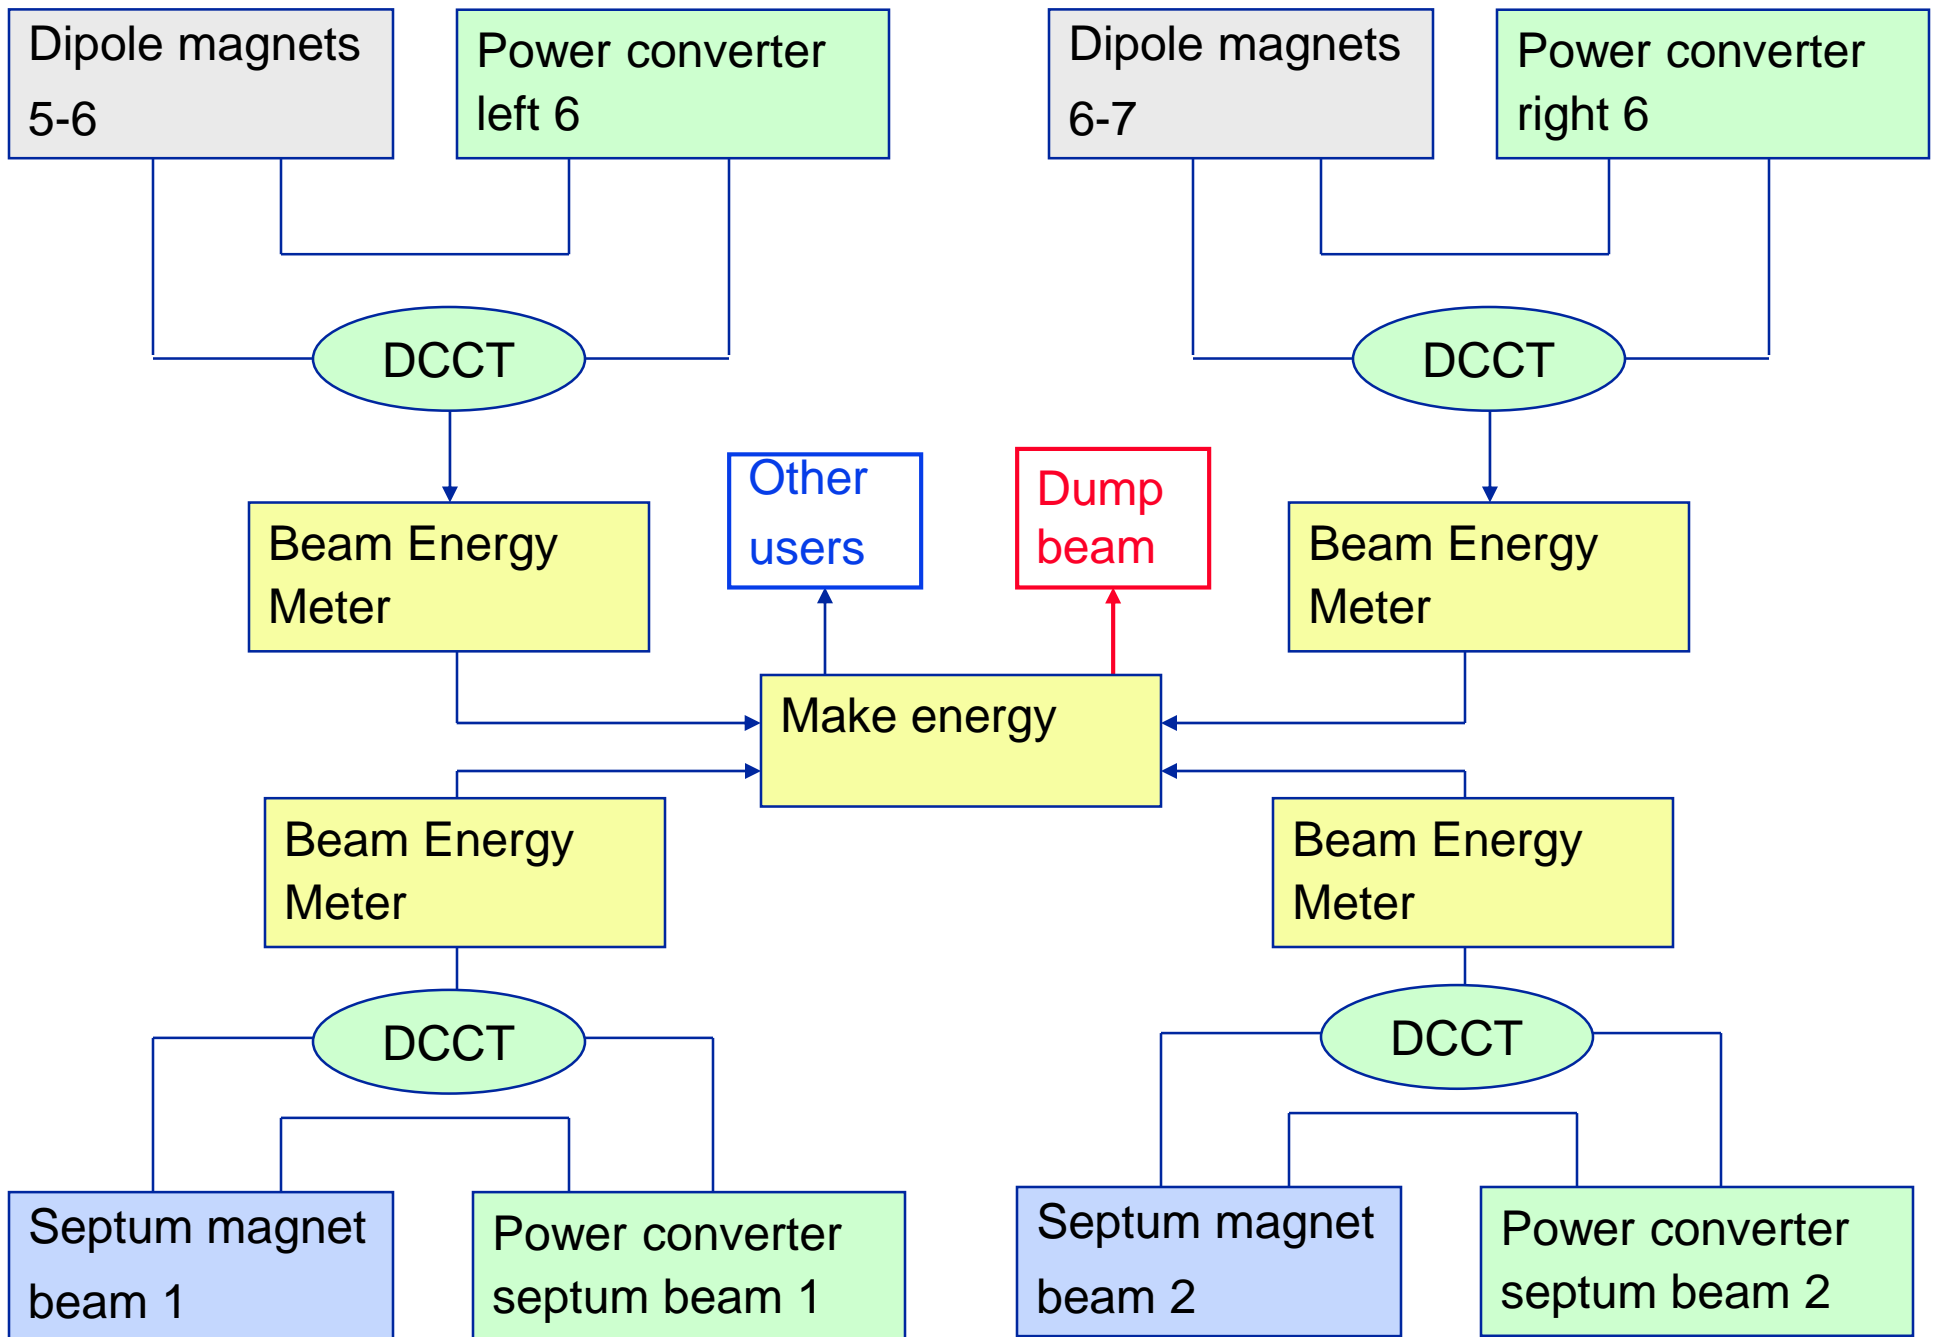 Dipole magnets
5-6
Power converter
left 6
Dipole magnets
6-7
Power converter
right 6
DCCT
DCCT
Other
users
Dump
beam
Beam Energy
Meter
Beam Energy
Meter
Make energy
Beam Energy
Meter
Beam Energy
Meter
DCCT
DCCT
Septum magnet
beam 1
Power converter
septum beam 1
Septum magnet
beam 2
Power converter
septum beam 2